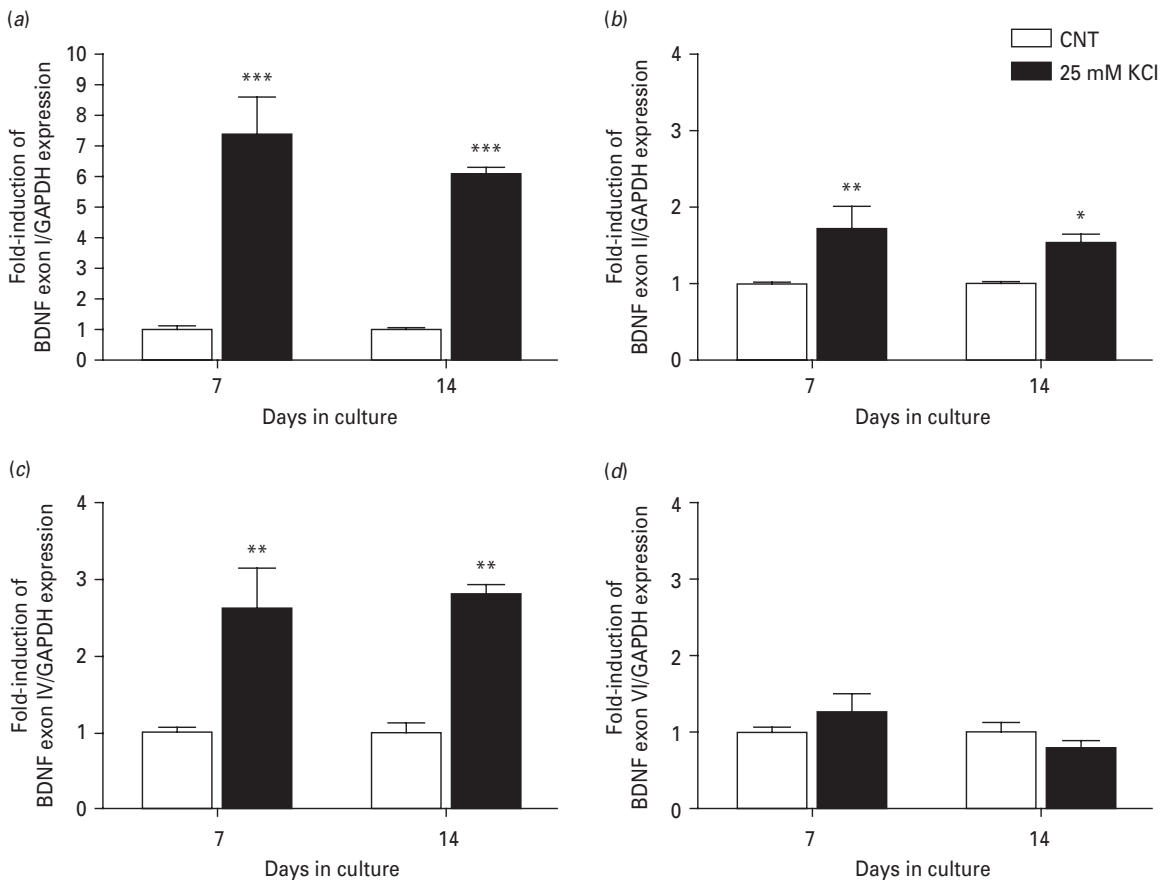 (a)
Fold-induction of
BDNF exon I/GAPDH expression
10
9
8
7
6
5
4
3
2
1
0
***
***
7
14
Days in culture
(b)
CNT
25 mM KCl
Fold-induction of
BDNF exon II/GAPDH expression
4
3
2
1
0
**
*
7
14
Days in culture
(c)
Fold-induction of
BDNF exon IV/GAPDH expression
4
3
2
1
0
**
**
7
14
Days in culture
(d)
Fold-induction of
BDNF exon VI/GAPDH expression
4
3
2
1
0
7
14
Days in culture